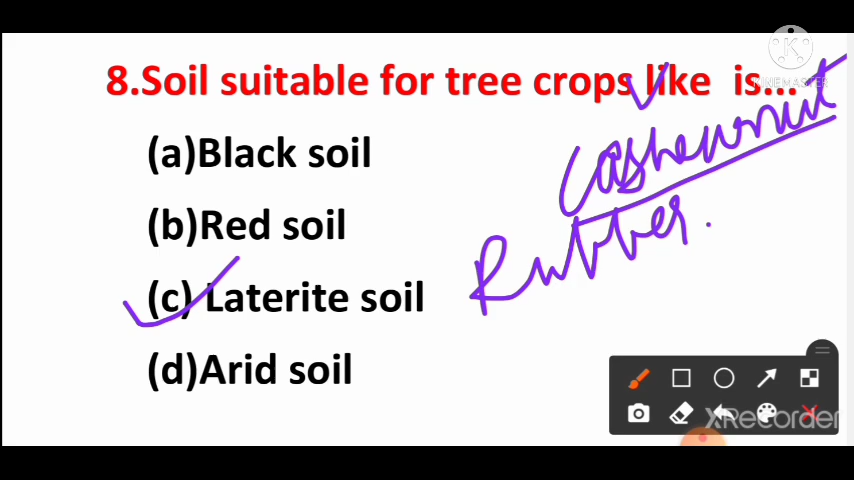 8.Soil suitable for tree crops like is...
KINEMASTER
(a)Black soil
Cashewnut
(b)Red soil
Rubber.
(c) Laterite soil
(d)Arid soil
XRecorder